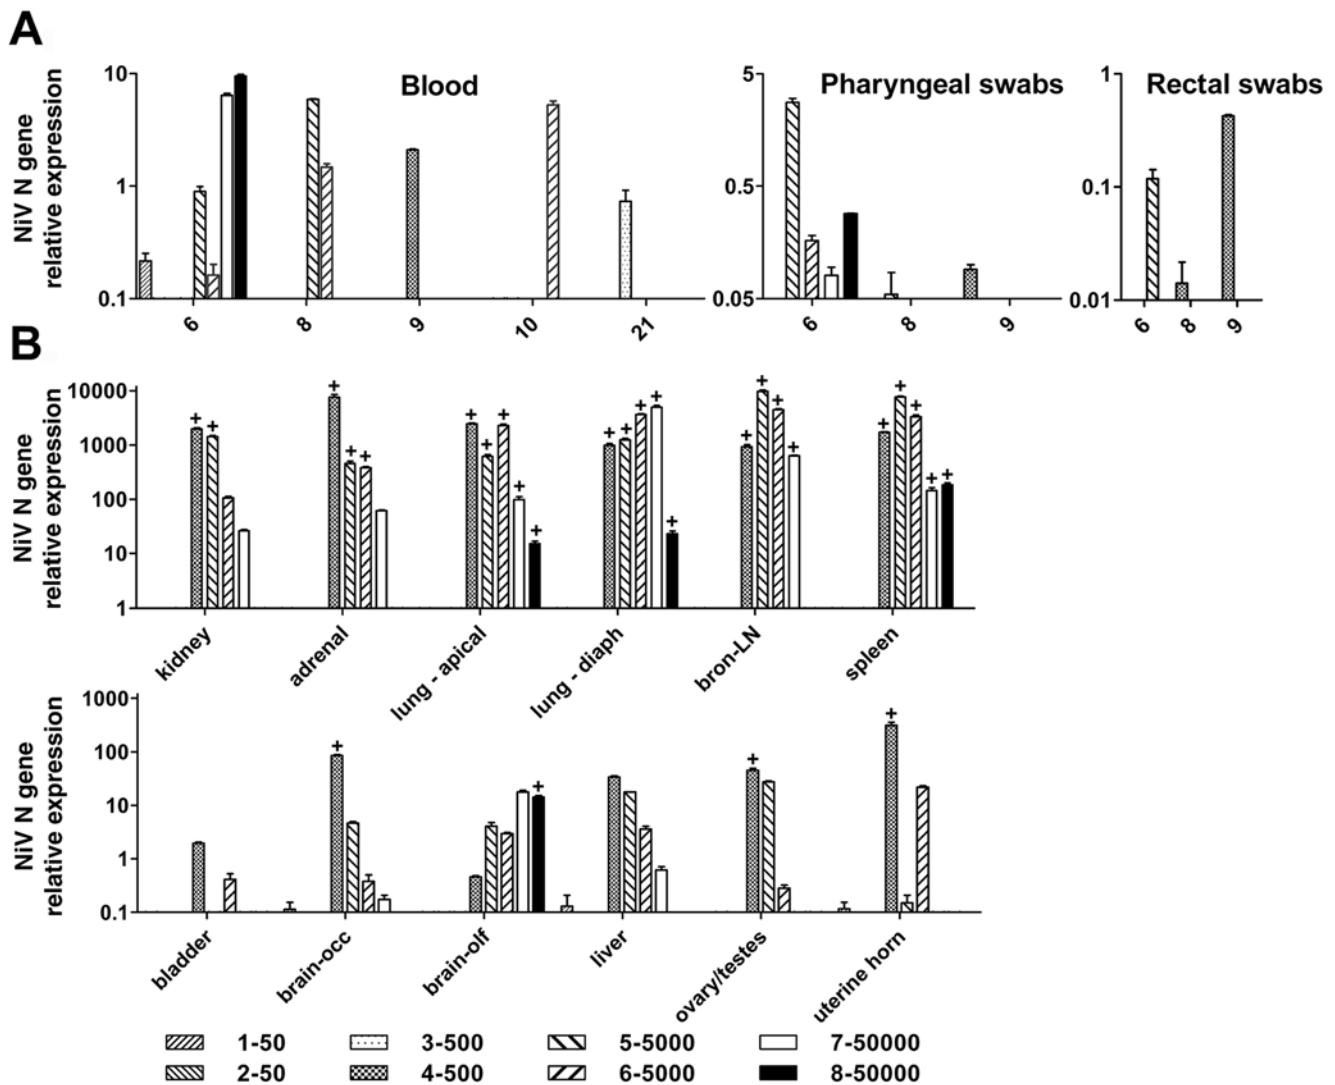 A
NiV N gene
relative expression
Blood
10
1
0.1
6
8
9
10
21
Pharyngeal swabs
5
0.5
0.05
6
8
9
Rectal swabs
1
0.1
0.01
6
8
9
B
NiV N gene
relative expression
10000
1000
100
10
1
+ + + + + + + + + + + + + + + + + + + + + + +
kidney
adrenal
lung - apical
lung - diaph
bron-LN
spleen
NiV N gene
relative expression
1000
100
10
1
0.1
+ + + +
bladder
brain-occ
brain-olf
liver
ovary/testes
uterine horn
1-50 3-500 5-5000 7-50000
2-50 4-500 6-5000 8-50000